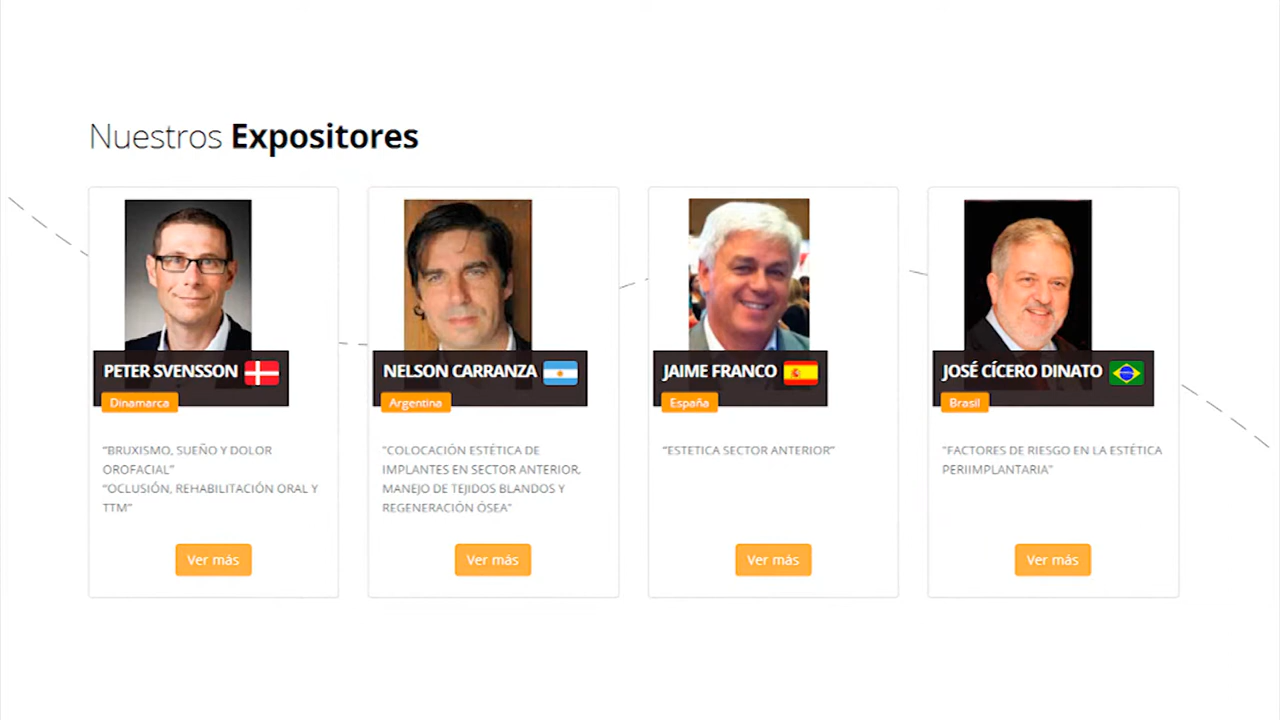 Nuestros Expositores
PETER SVENSSON
Dinamarca
“BRUXISMO, SUEÑO Y DOLOR
OROFACIAL”
“OCLUSIÓN, REHABILITACIÓN ORAL Y
TTM”
Ver más
NELSON CARRANZA
Argentina
“COLOCACIÓN ESTÉTICA DE
IMPLANTES EN SECTOR ANTERIOR,
MANEJO DE TEJIDOS BLANDOS Y
REGENERACIÓN ÓSEA”
Ver más
JAIME FRANCO
España
“ESTETICA SECTOR ANTERIOR”
Ver más
JOSÉ CÍCERO DINATO
Brasil
“FACTORES DE RIESGO EN LA ESTÉTICA
PERIIMPLANTARIA”
Ver más